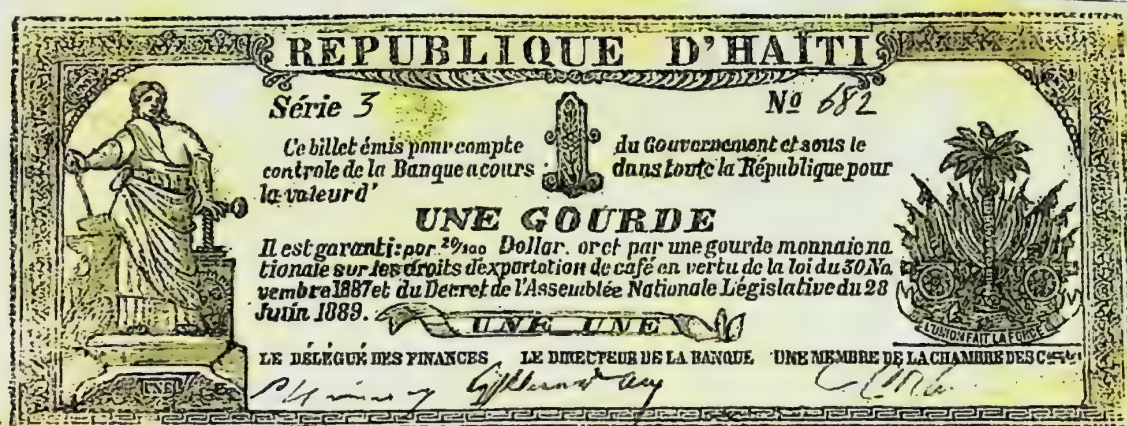 REPUBLIQUE D'HAÏTI
Série 3 Nº 682
Ce billet émis pour compte du Gouvernement et sous le
controle de la Banque a cours dans toute la République pour
la valeur d'
UNE GOURDE
Il est garanti: par 20/100 Dollar. or et par une gourde monnaie na
tionale sur les droits d'exportation de café en vertu de la loi du 30 No.
vembre 1887 et du Decret de l'Assemblée Nationale Législative du 28
Juin 1889.
UNE UNE
L'UNION FAIT LA FORCE
LE DÉLÉGUÉ DES FINANCES LE DIRECTEUR DE LA BANQUE UNE MEMBRE DE LA CHAMBRE DES
UNE